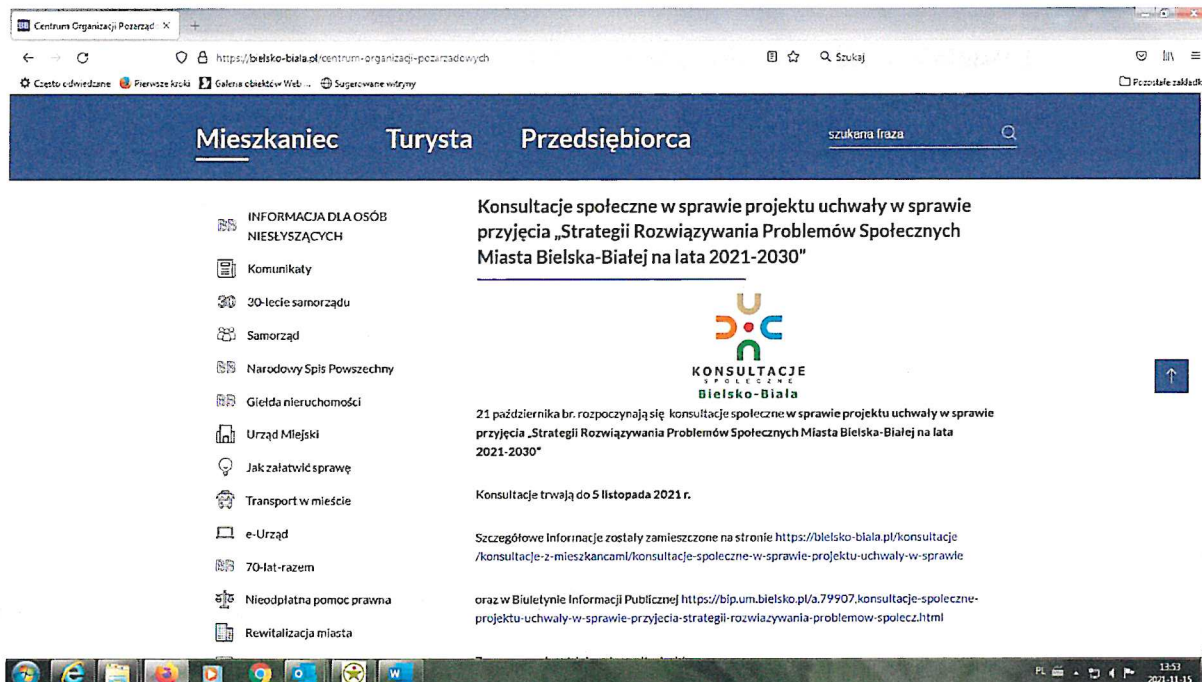 Centrum Organizacji Pozarząd
https://bielsko-biala.pl/centrum-organizacji-pozarzadowych
Szukaj
Często odwiedzane Pierwsze kroki Galeria obiektów Web ... Sugerowane witryny
Pozostałe zakładk
Mieszkaniec Turysta Przedsiębiorca
szukana fraza
INFORMACJA DLA OSÓB
NIESŁYSZĄCYCH
Komunikaty
30-lecie samorządu
Samorząd
Narodowy Spis Powszechny
Giełda nieruchomości
Urząd Miejski
Jak załatwić sprawę
Transport w mieście
e-Urząd
70-lat-razem
Nieodpłatna pomoc prawna
Rewitalizacja miasta
Konsultacje społeczne w sprawie projektu uchwały w sprawie
przyjęcia „Strategii Rozwiązywania Problemów Społecznych
Miasta Bielska-Białej na lata 2021-2030"
KONSULTACJE
SPOŁECZNE
Bielsko-Biała
21 października br. rozpoczynają się konsultacje społeczne w sprawie projektu uchwały w sprawie
przyjęcia „Strategii Rozwiązywania Problemów Społecznych Miasta Bielska-Białej na lata
2021-2030"
Konsultacje trwają do 5 listopada 2021 r.
Szczegółowe informacje zostały zamieszczone na stronie https://bielsko-biala.pl/konsultacje
/konsultacje-z-mieszkancami/konsultacje-spoleczne-w-sprawie-projektu-uchwaly-w-sprawie
oraz w Biuletynie Informacji Publicznej https://bip.um.bielsko.pl/a,79907,konsultacje-spoleczne-
projektu-uchwaly-w-sprawie-przyjecia-strategii-rozwiazywania-problemow-spolecz.html
PL
13:53
2021-11-15